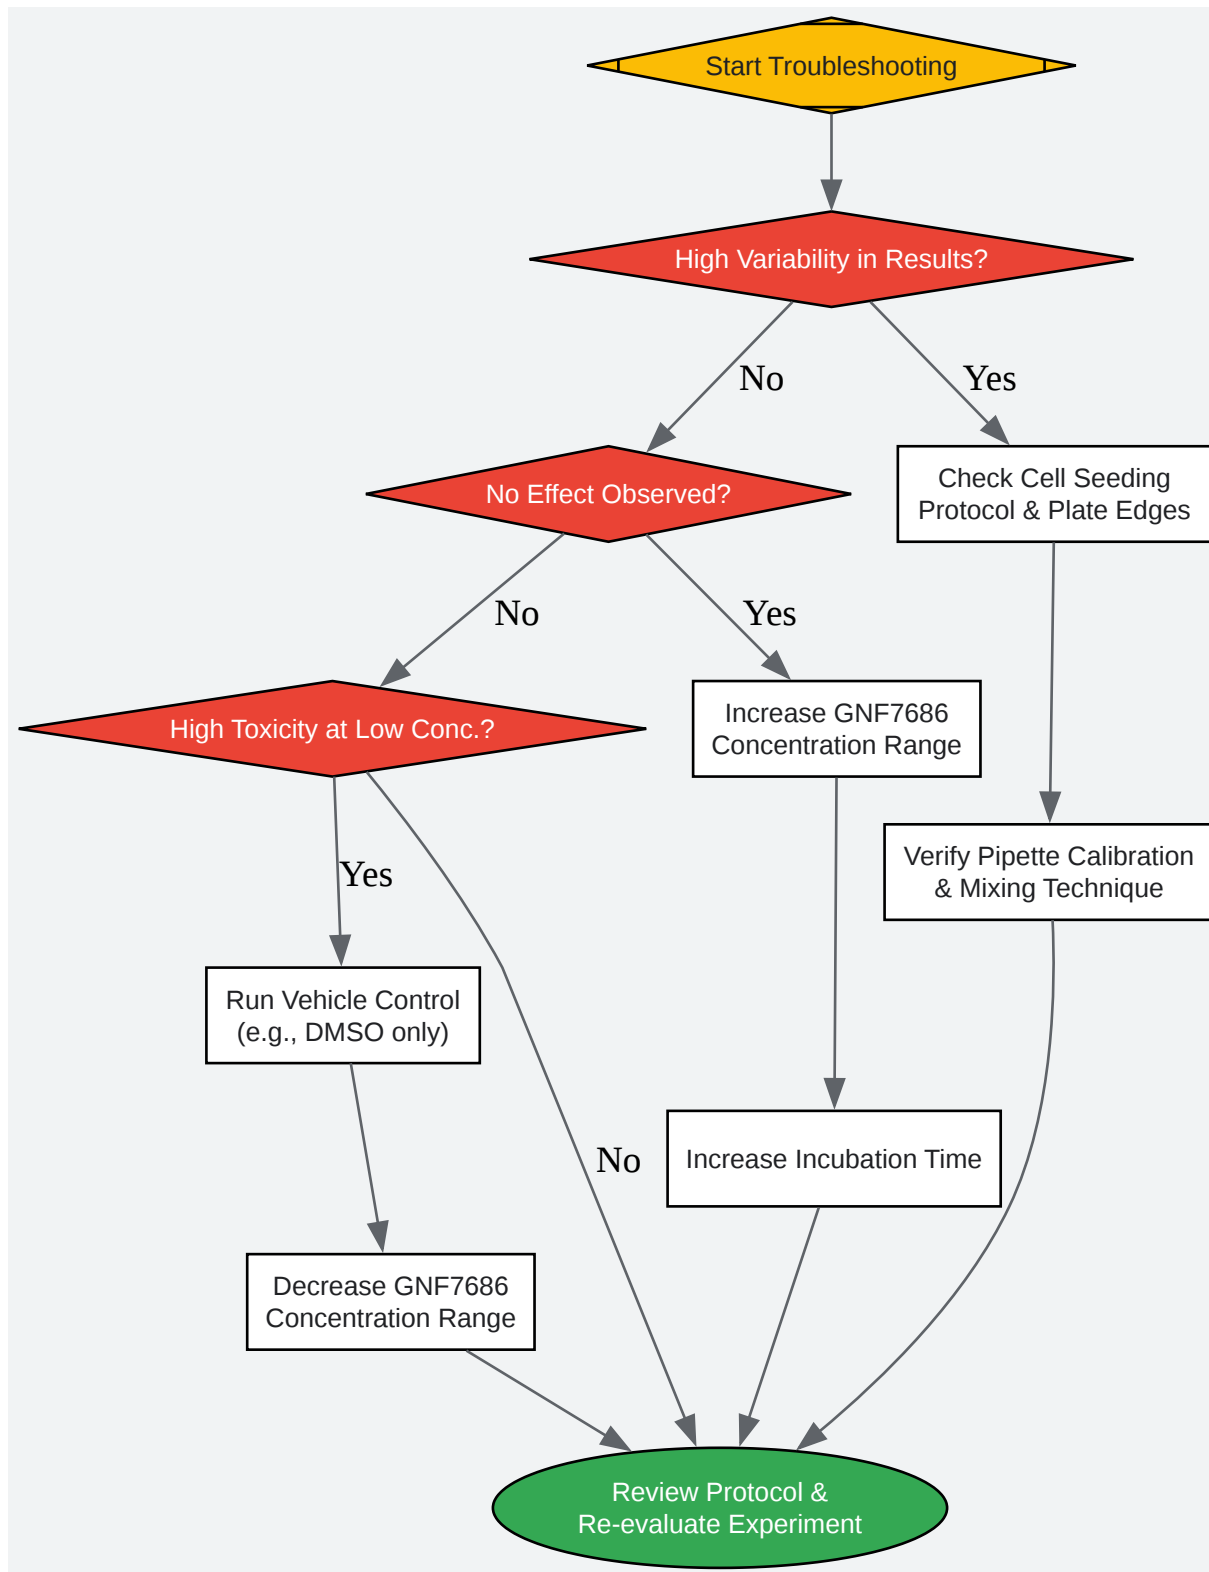 Start Troubleshooting
High Variability in Results?
No
Yes
No Effect Observed?
Check Cell Seeding
Protocol & Plate Edges
No
Yes
High Toxicity at Low Conc.?
Increase GNF7686
Concentration Range
Yes
Verify Pipette Calibration
& Mixing Technique
Run Vehicle Control
(e.g., DMSO only)
No
Increase Incubation Time
Decrease GNF7686
Concentration Range
Review Protocol &
Re-evaluate Experiment